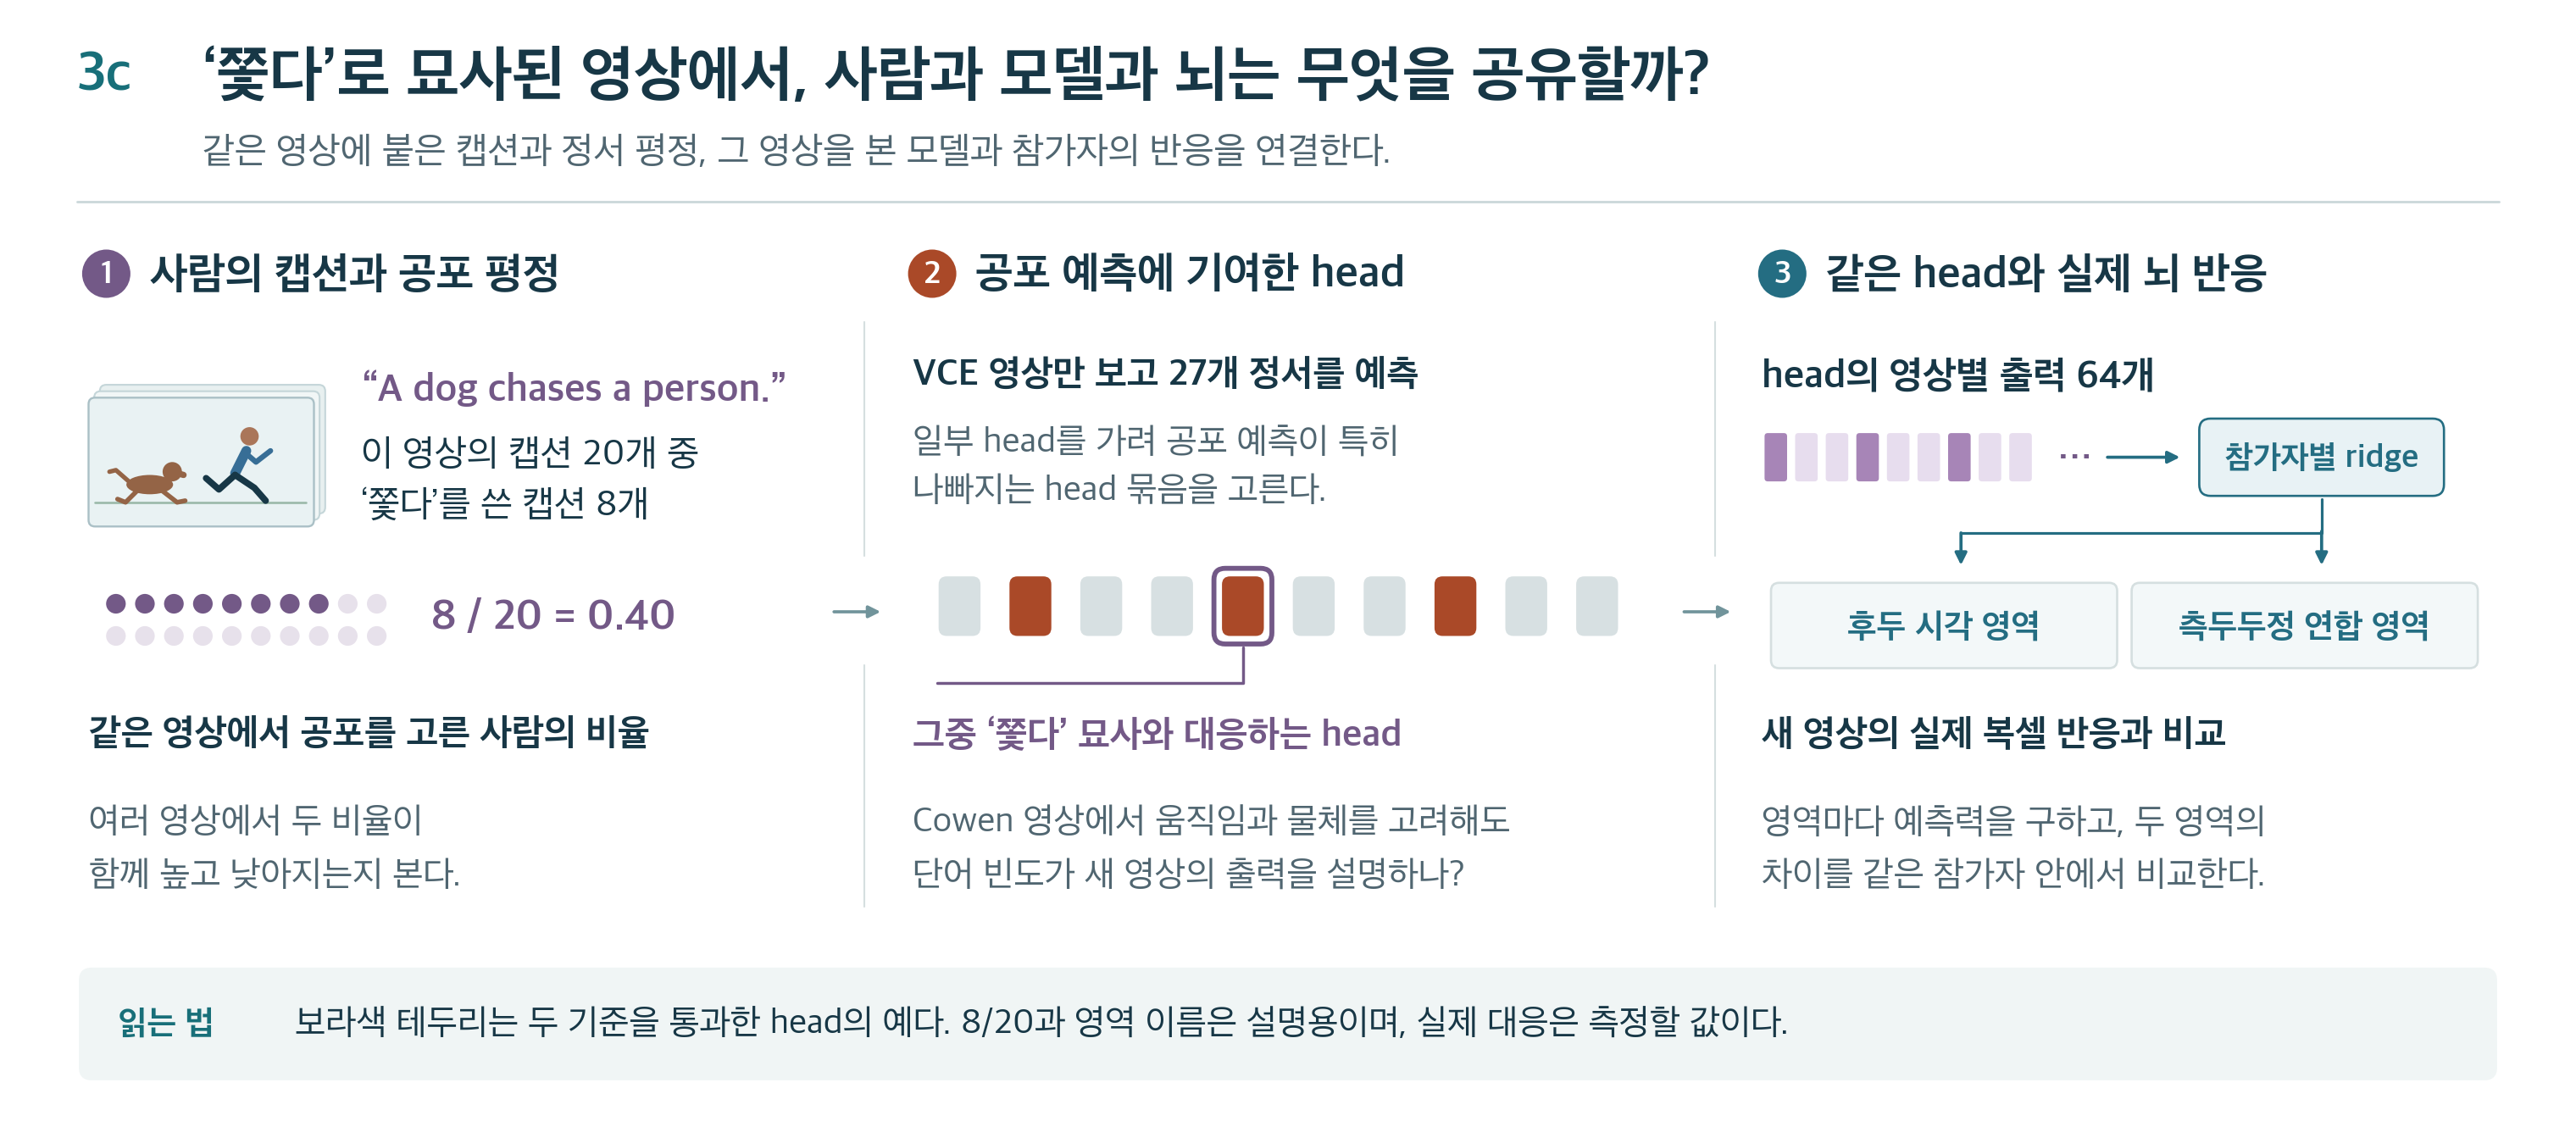 3c
‘쫓다’로 묘사된 영상에서, 사람과 모델과 뇌는 무엇을 공유할까?
같은 영상에 붙은 캡션과 정서 평정, 그 영상을 본 모델과 참가자의 반응을 연결한다.
1 사람의 캡션과 공포 평정
“A dog chases a person.”
이 영상의 캡션 20개 중
‘쫓다’를 쓴 캡션 8개
8 / 20 = 0.40
같은 영상에서 공포를 고른 사람의 비율
여러 영상에서 두 비율이
함께 높고 낮아지는지 본다.
2 공포 예측에 기여한 head
VCE 영상만 보고 27개 정서를 예측
일부 head를 가려 공포 예측이 특히
나빠지는 head 묶음을 고른다.
그중 ‘쫓다’ 묘사와 대응하는 head
Cowen 영상에서 움직임과 물체를 고려해도
단어 빈도가 새 영상의 출력을 설명하나?
3 같은 head와 실제 뇌 반응
head의 영상별 출력 64개
... 참가자별 ridge
후두 시각 영역
측두두정 연합 영역
새 영상의 실제 복셀 반응과 비교
영역마다 예측력을 구하고, 두 영역의
차이를 같은 참가자 안에서 비교한다.
읽는 법
보라색 테두리는 두 기준을 통과한 head의 예다. 8/20과 영역 이름은 설명용이며, 실제 대응은 측정할 값이다.